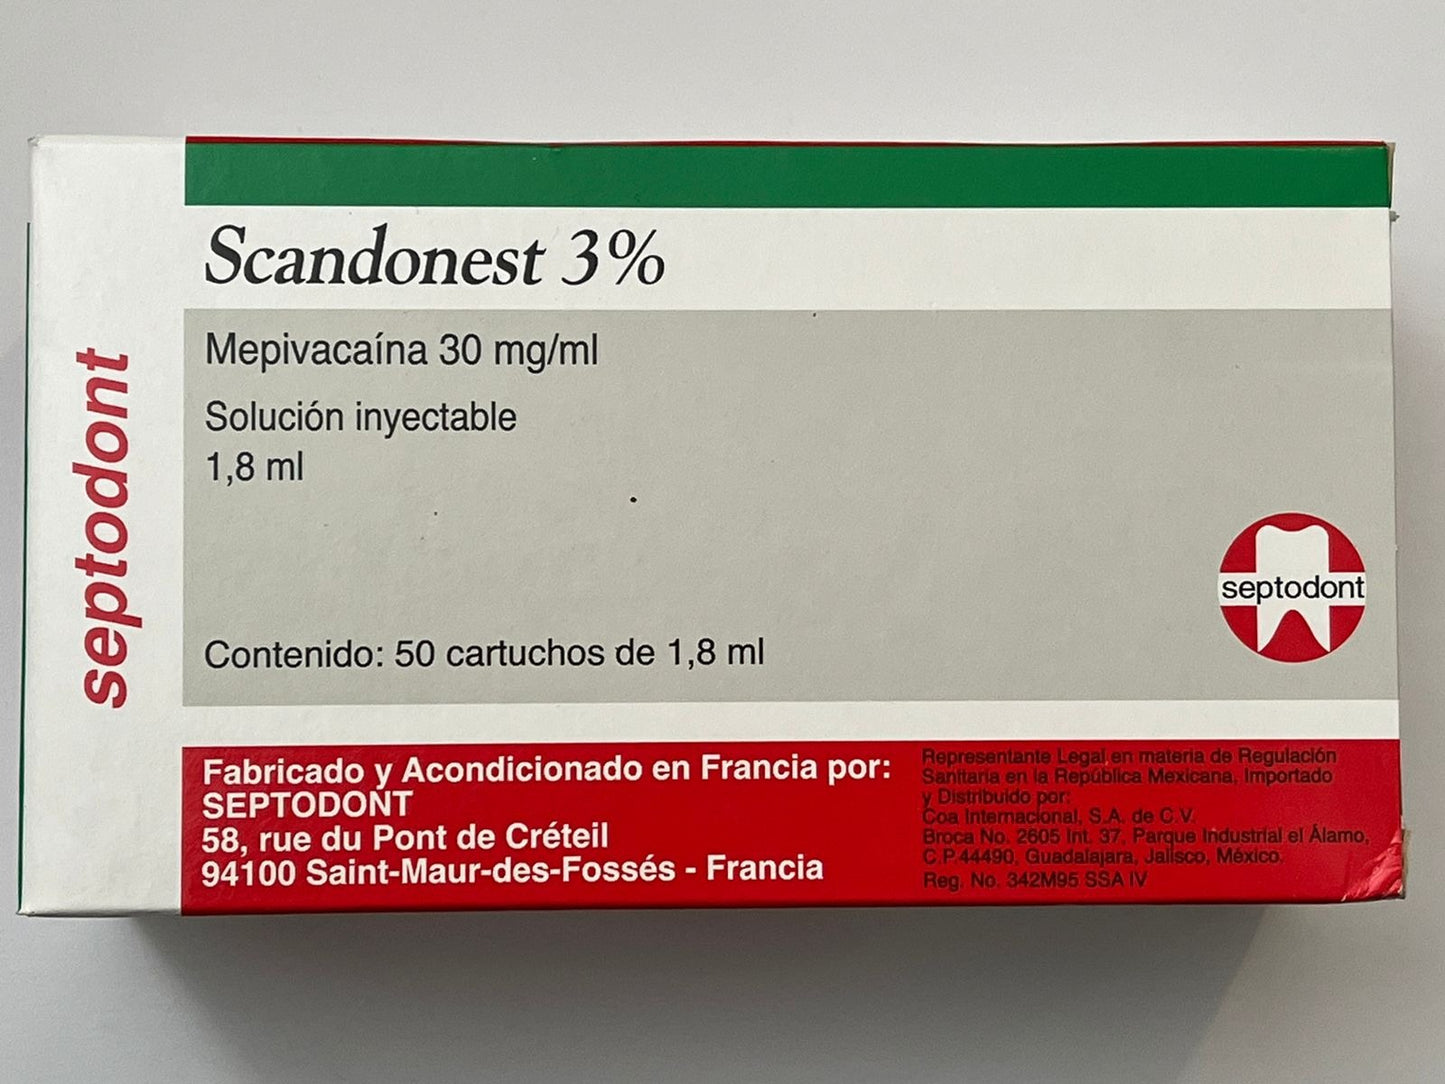 septodont
Scandonest 3%
Mepivacaína 30 mg/ml
Solución inyectable
1,8 ml
septodont
Contenido: 50 cartuchos de 1,8 ml
Fabricado y Acondicionado en Francia por:
SEPTODONT
58, rue du Pont de Créteil
94100 Saint-Maur-des-Fossés - Francia
Representante Legal en materia de Regulación
Sanitaria en la República Mexicana, Importado
y Distribuido por:
Coa Internacional, S.A. de C.V.
Broca No. 2605 Int. 37, Parque Industrial el Álamo,
C.P.44490, Guadalajara, Jalisco, México.
Reg. No. 342M95 SSA IV